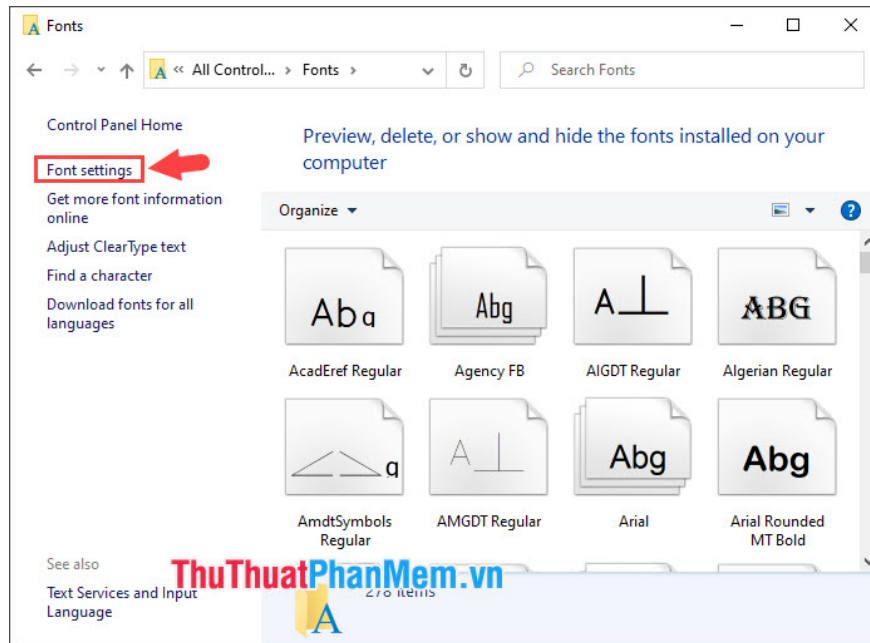 Fonts
« All Control... › Fonts ›
Search Fonts
Control Panel Home
Font settings
Get more font information
online
Adjust ClearType text
Find a character
Download fonts for all
languages
Preview, delete, or show and hide the fonts installed on your
computer
Organize
Abg
Abg
A
ABG
AcadEref Regular
Agency FB
AIGDT Regular
Algerian Regular
g
A
Abg
Abg
AmdtSymbols
Regular
AMGDT Regular
Arial
Arial Rounded
MT Bold
See also
Text Services and Input
Language
ThuThuatPhanMem.vn
278 items